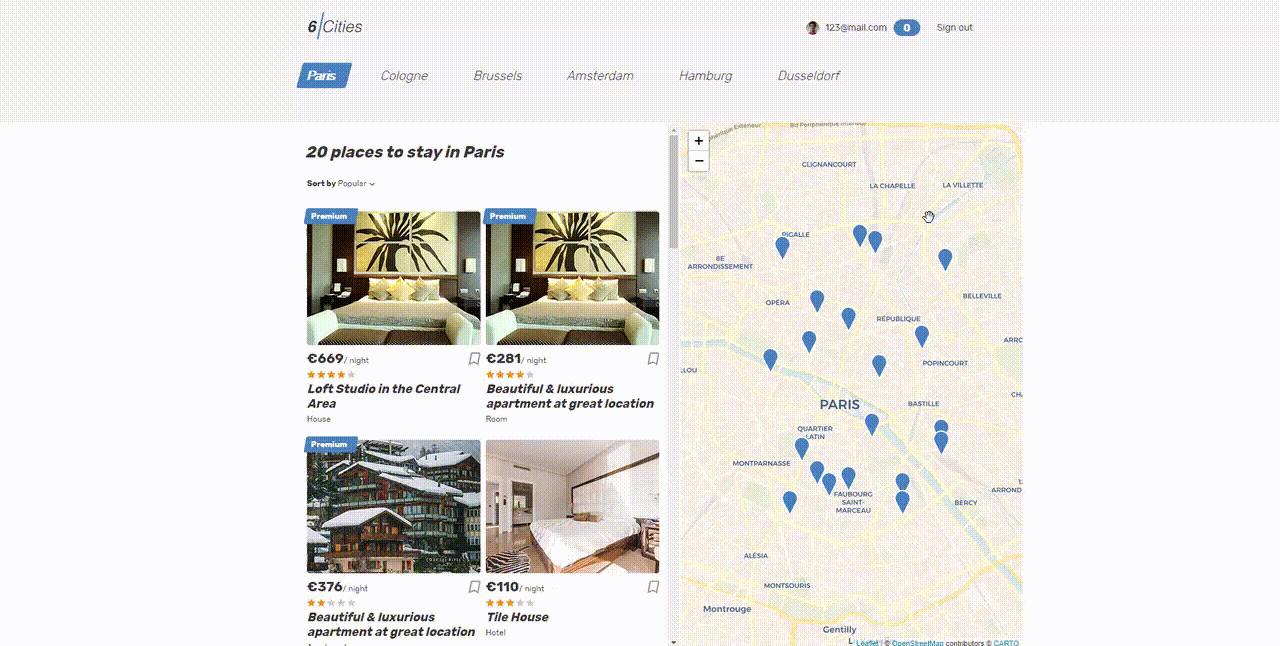 6 Cities
123@mail.com 0 Sign out
Paris Cologne Brussels Amsterdam Hamburg Dusseldorf
20 places to stay in Paris
Sort by Popular
Premium
€669/ night
Loft Studio in the Central
Area
House
Premium
€281/ night
Beautiful & luxurious
apartment at great location
Room
Premium
€376/ night
Beautiful & luxurious
apartment at great location
€110/ night
Tile House
Hotel
+
−
CLIGNANCOURT
LA CHAPELLE
LA VILLETTE
PIGALLE
8E
ARRONDISSEMENT
OPÉRA
BELLEVILLE
RÉPUBLIQUE
POPINCOURT
PARIS
BASTILLE
QUARTIER
LATIN
MONTPARNASSE
FAUBOURG
SAINT-
MARCEAU
BERCY
ALÉSIA
MONTSOURIS
Montrouge
Gentilly
Leaflet | © OpenStreetMap contributors © CARTO